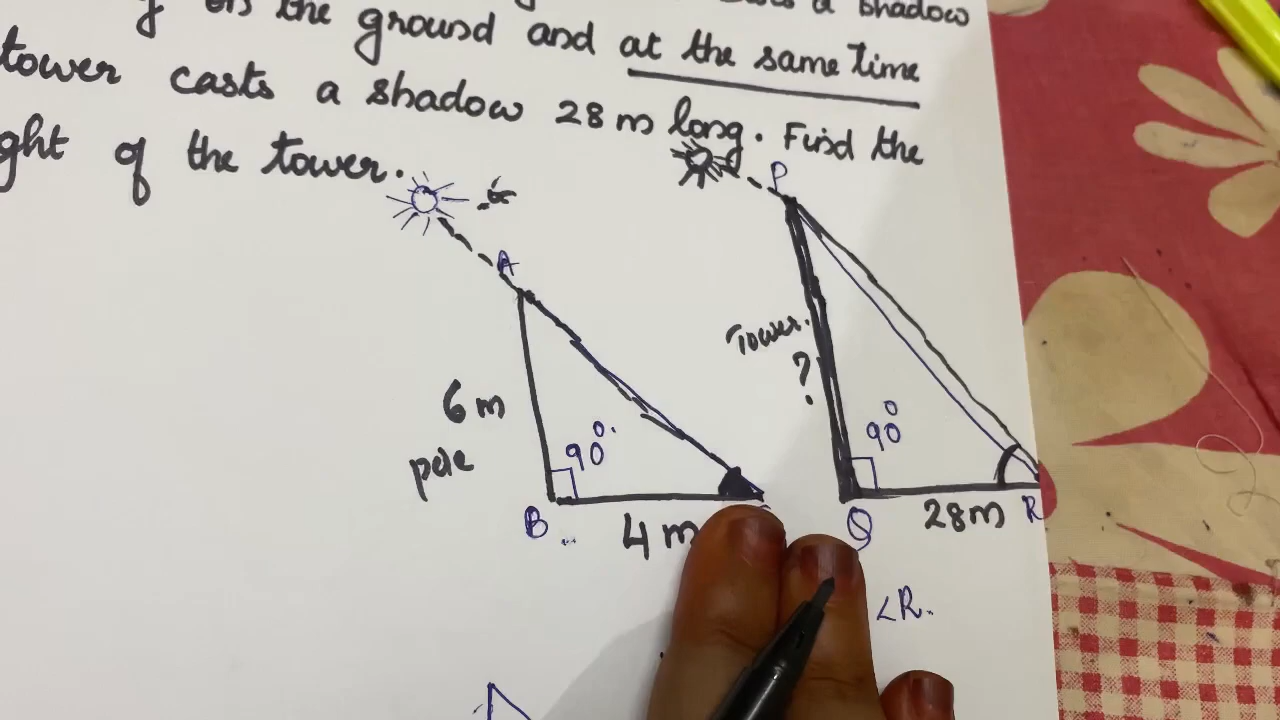 a shadow
on the ground and at the same time
tower casts a shadow 28 m long. Find the
ght of the tower.
P
A
Tower.
?
6 m
pole
90°
90°
B
4 m
Q
28m
R
∠R.